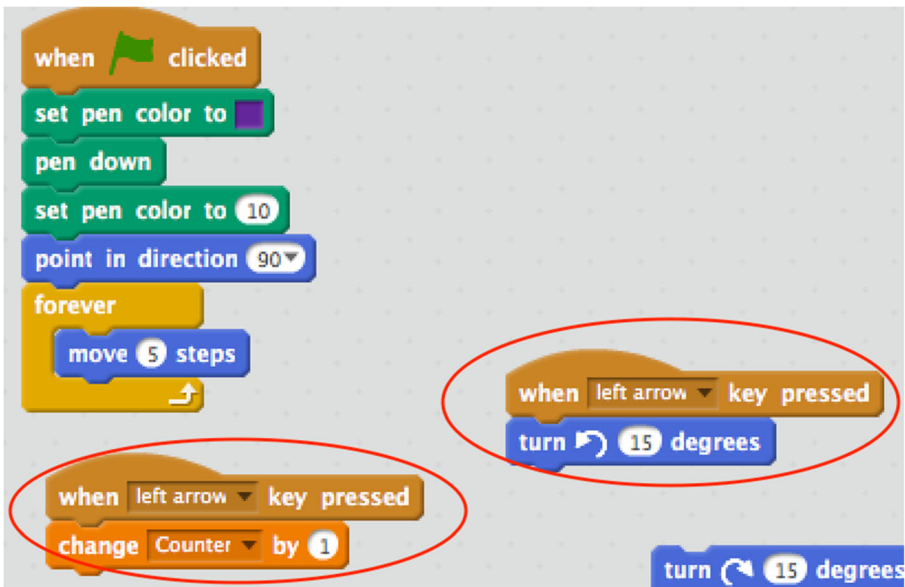 when clicked
set pen color to
pen down
set pen color to 10
point in direction 90
forever
move 5 steps
when left arrow key pressed
turn 15 degrees
when left arrow key pressed
change Counter by 1
turn 15 degrees